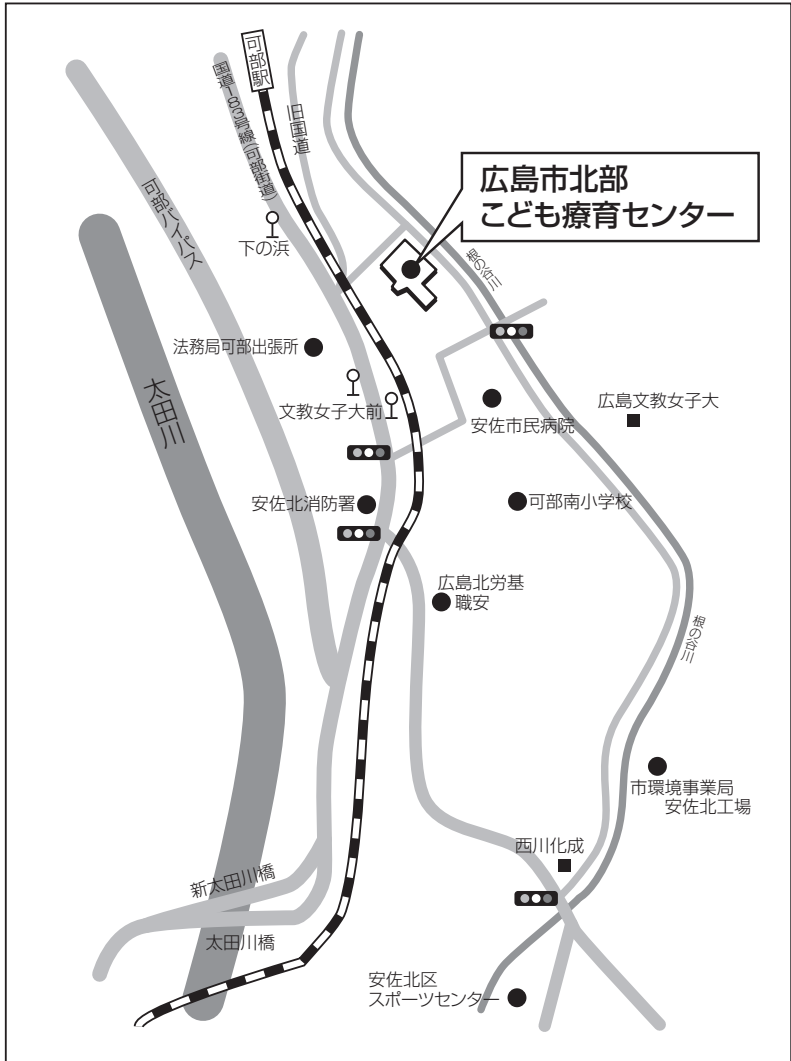 可部駅
国道183号線(可部街道)
旧国道
可部バイパス
広島市北部
こども療育センター
下の浜
根の谷川
法務局可部出張所
太田川
文教女子大前
安佐市民病院
広島文教女子大
安佐北消防署
可部南小学校
広島北労基
職安
根の谷川
市環境事業局
安佐北工場
西川化成
新太田川橋
太田川橋
安佐北区
スポーツセンター